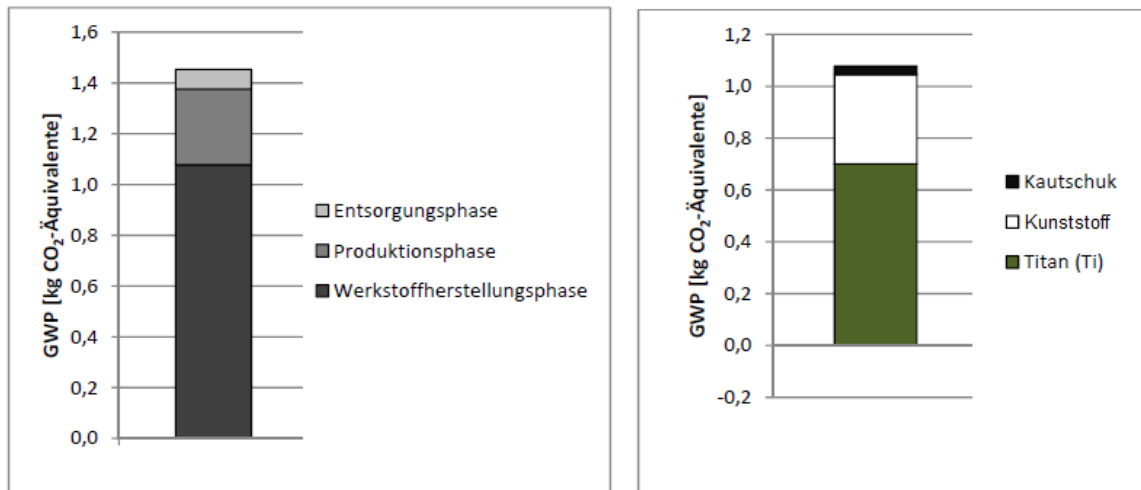 GWP [kg CO₂-Äquivalente]
1,6
1,4
1,2
1,0
0,8
0,6
0,4
0,2
0,0
Entsorgungsphase
Produktionsphase
Werkstoffherstellungsphase
GWP [kg CO₂-Äquivalente]
1,2
1,0
0,8
0,6
0,4
0,2
0,0
-0,2
Kautschuk
Kunststoff
Titan (Ti)